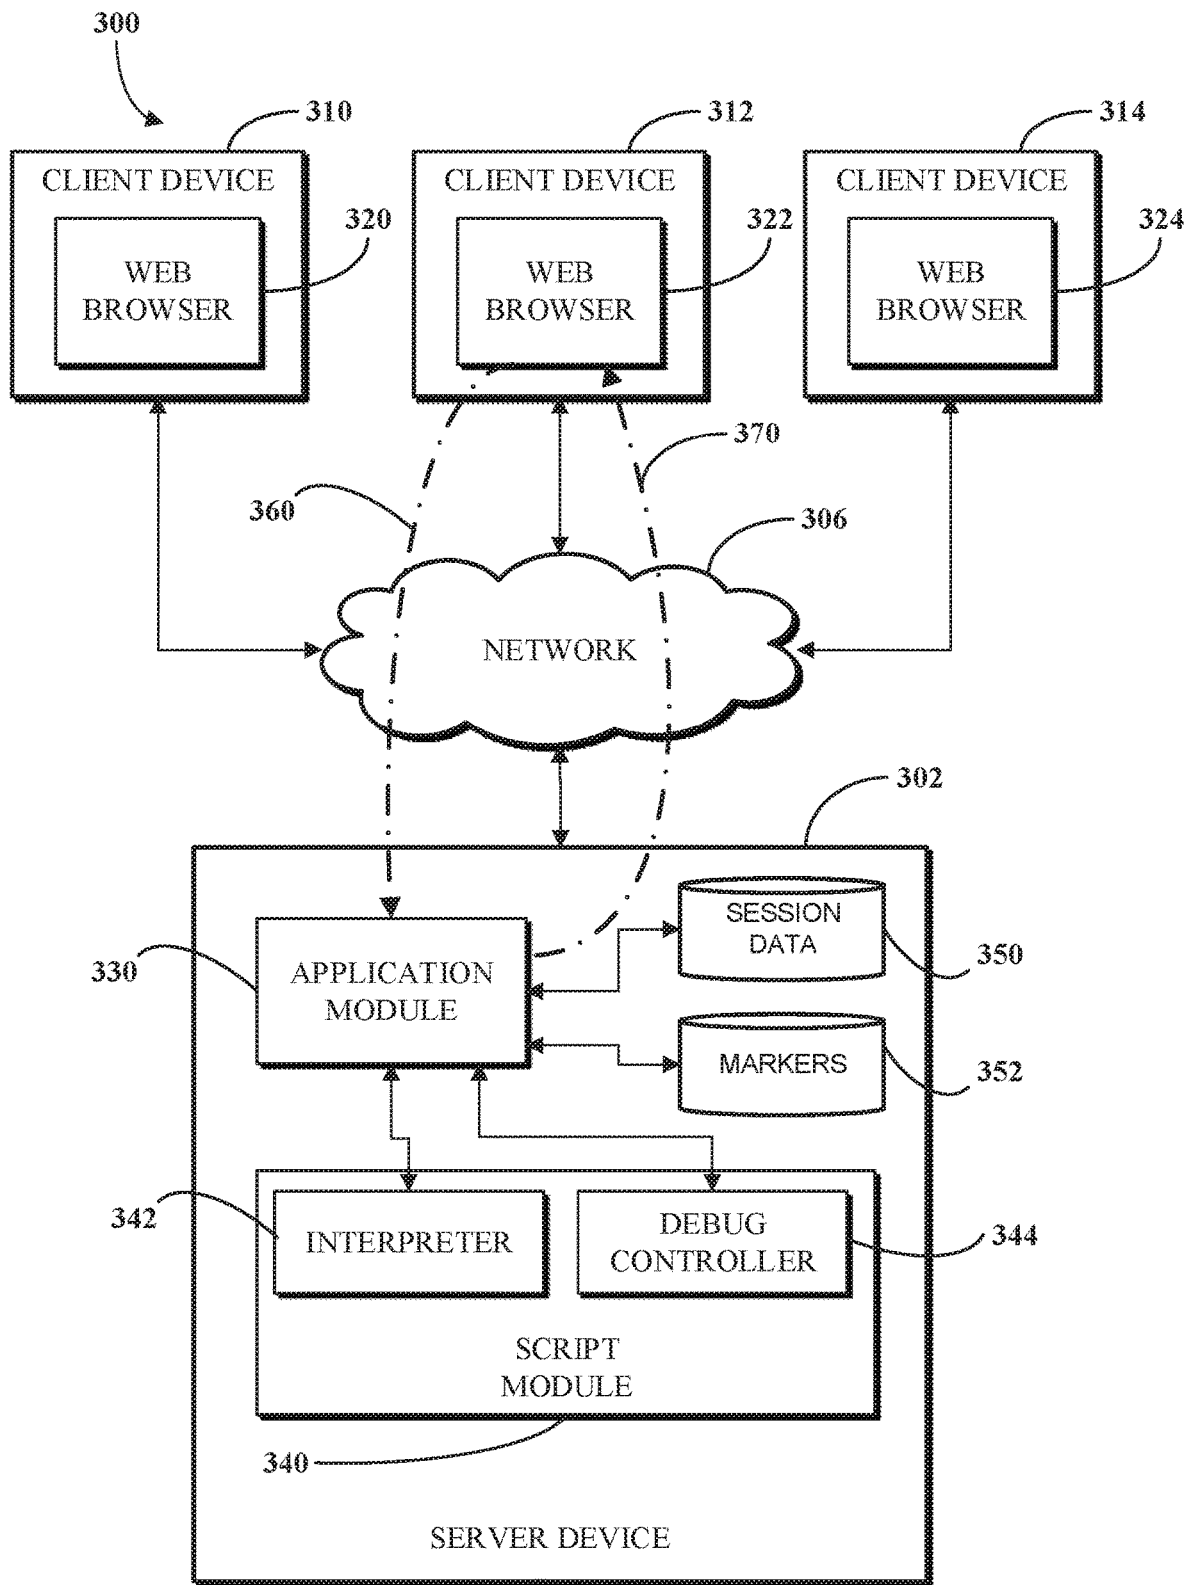 300
310
312
314
CLIENT DEVICE
CLIENT DEVICE
CLIENT DEVICE
320
322
324
WEB
BROWSER
WEB
BROWSER
WEB
BROWSER
370
360
306
NETWORK
302
SESSION
DATA
350
330
APPLICATION
MODULE
MARKERS
352
342
INTERPRETER
DEBUG
CONTROLLER
344
SCRIPT
MODULE
340
SERVER DEVICE